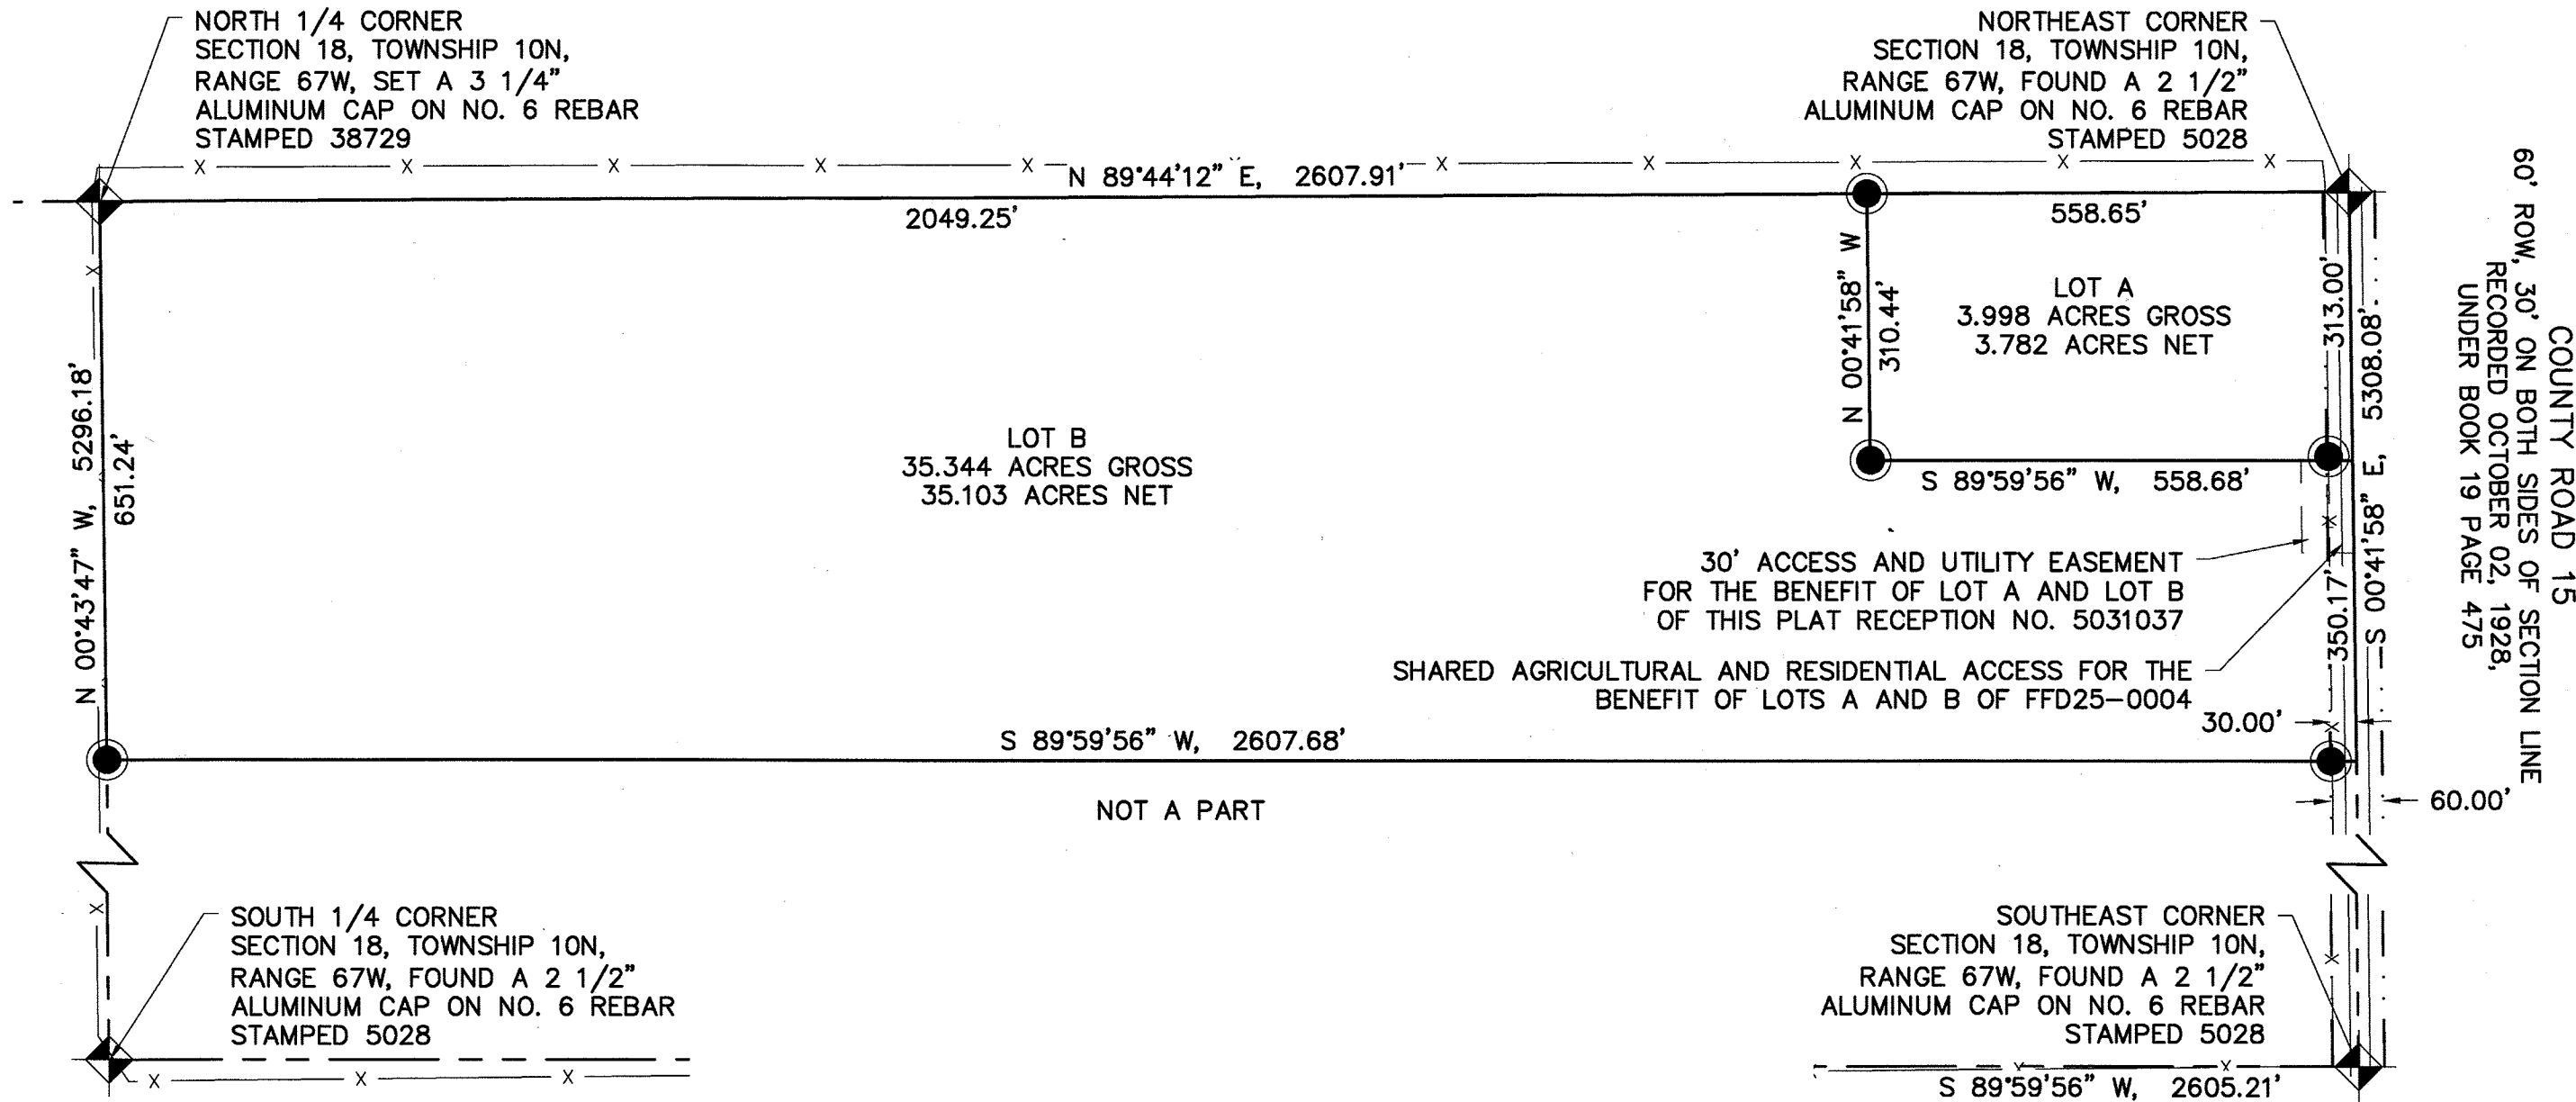 NORTH 1/4 CORNER
SECTION 18, TOWNSHIP 10N,
RANGE 67W, SET A 3 1/4"
ALUMINUM CAP ON NO. 6 REBAR
STAMPED 38729
NORTHEAST CORNER
SECTION 18, TOWNSHIP 10N,
RANGE 67W, FOUND A 2 1/2"
ALUMINUM CAP ON NO. 6 REBAR
STAMPED 5028
N 89°44'12" E, 2607.91'
2049.25'
558.65'
N 00°43'47" W, 5296.18'
651.24'
LOT B
35.344 ACRES GROSS
35.103 ACRES NET
N 00°41'58" W
310.44'
LOT A
3.998 ACRES GROSS
3.782 ACRES NET
313.00'
S 00°41'58" E, 5308.08'
COUNTY ROAD 15
60' ROW, 30' ON BOTH SIDES OF SECTION LINE
RECORDED OCTOBER 02, 1928,
UNDER BOOK 19 PAGE 475
S 89°59'56" W, 558.68'
350.17'
30' ACCESS AND UTILITY EASEMENT
FOR THE BENEFIT OF LOT A AND LOT B
OF THIS PLAT RECEPTION NO. 5031037
SHARED AGRICULTURAL AND RESIDENTIAL ACCESS FOR THE
BENEFIT OF LOTS A AND B OF FFD25-0004
30.00'
S 89°59'56" W, 2607.68'
60.00'
NOT A PART
SOUTH 1/4 CORNER
SECTION 18, TOWNSHIP 10N,
RANGE 67W, FOUND A 2 1/2"
ALUMINUM CAP ON NO. 6 REBAR
STAMPED 5028
SOUTHEAST CORNER
SECTION 18, TOWNSHIP 10N,
RANGE 67W, FOUND A 2 1/2"
ALUMINUM CAP ON NO. 6 REBAR
STAMPED 5028
S 89°59'56" W, 2605.21'